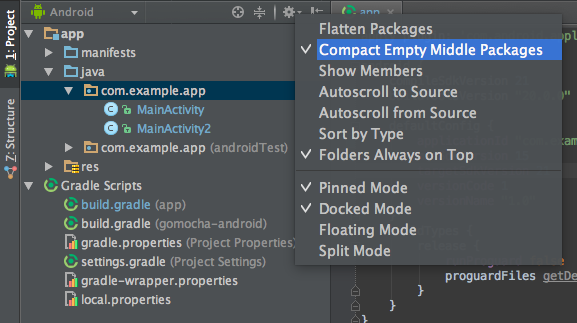 1: Project
Z: Structure
Android
app
manifests
java
com.example.app
C MainActivity
C MainActivity2
com.example.app (androidTest)
res
Gradle Scripts
build.gradle (app)
build.gradle (gomocha-android)
gradle.properties (Project Properties)
settings.gradle (Project Settings)
gradle-wrapper.properties
local.properties
Flatten Packages
Compact Empty Middle Packages
Show Members
Autoscroll to Source
Autoscroll from Source
Sort by Type
Folders Always on Top
Pinned Mode
Docked Mode
Floating Mode
Split Mode
app
proguardFiles getDe
}
}
}